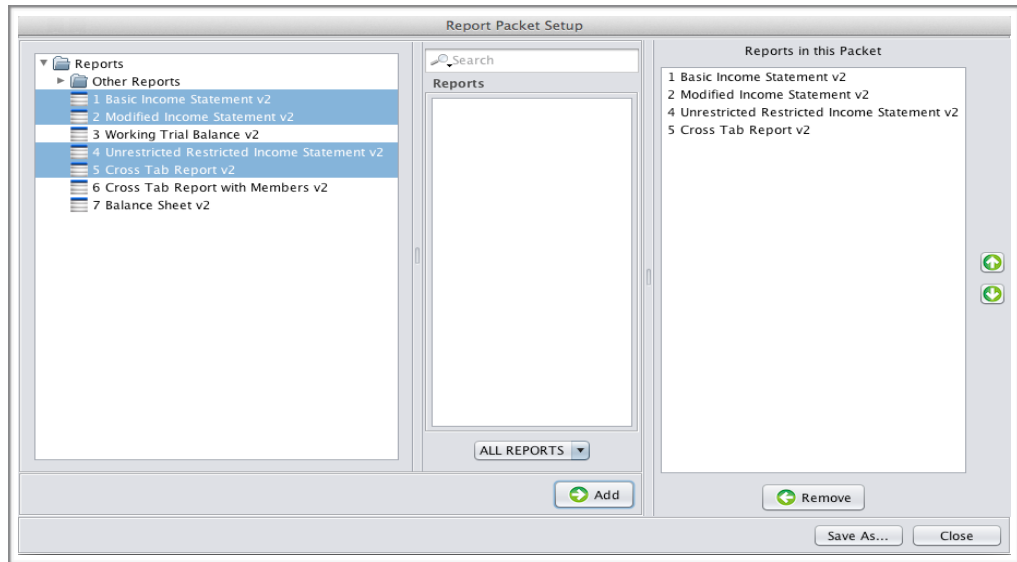 Report Packet Setup
Reports
Other Reports
1 Basic Income Statement v2
2 Modified Income Statement v2
3 Working Trial Balance v2
4 Unrestricted Restricted Income Statement v2
5 Cross Tab Report v2
6 Cross Tab Report with Members v2
7 Balance Sheet v2
Search
Reports
ALL REPORTS
Add
Reports in this Packet
1 Basic Income Statement v2
2 Modified Income Statement v2
4 Unrestricted Restricted Income Statement v2
5 Cross Tab Report v2
Remove
Save As...
Close